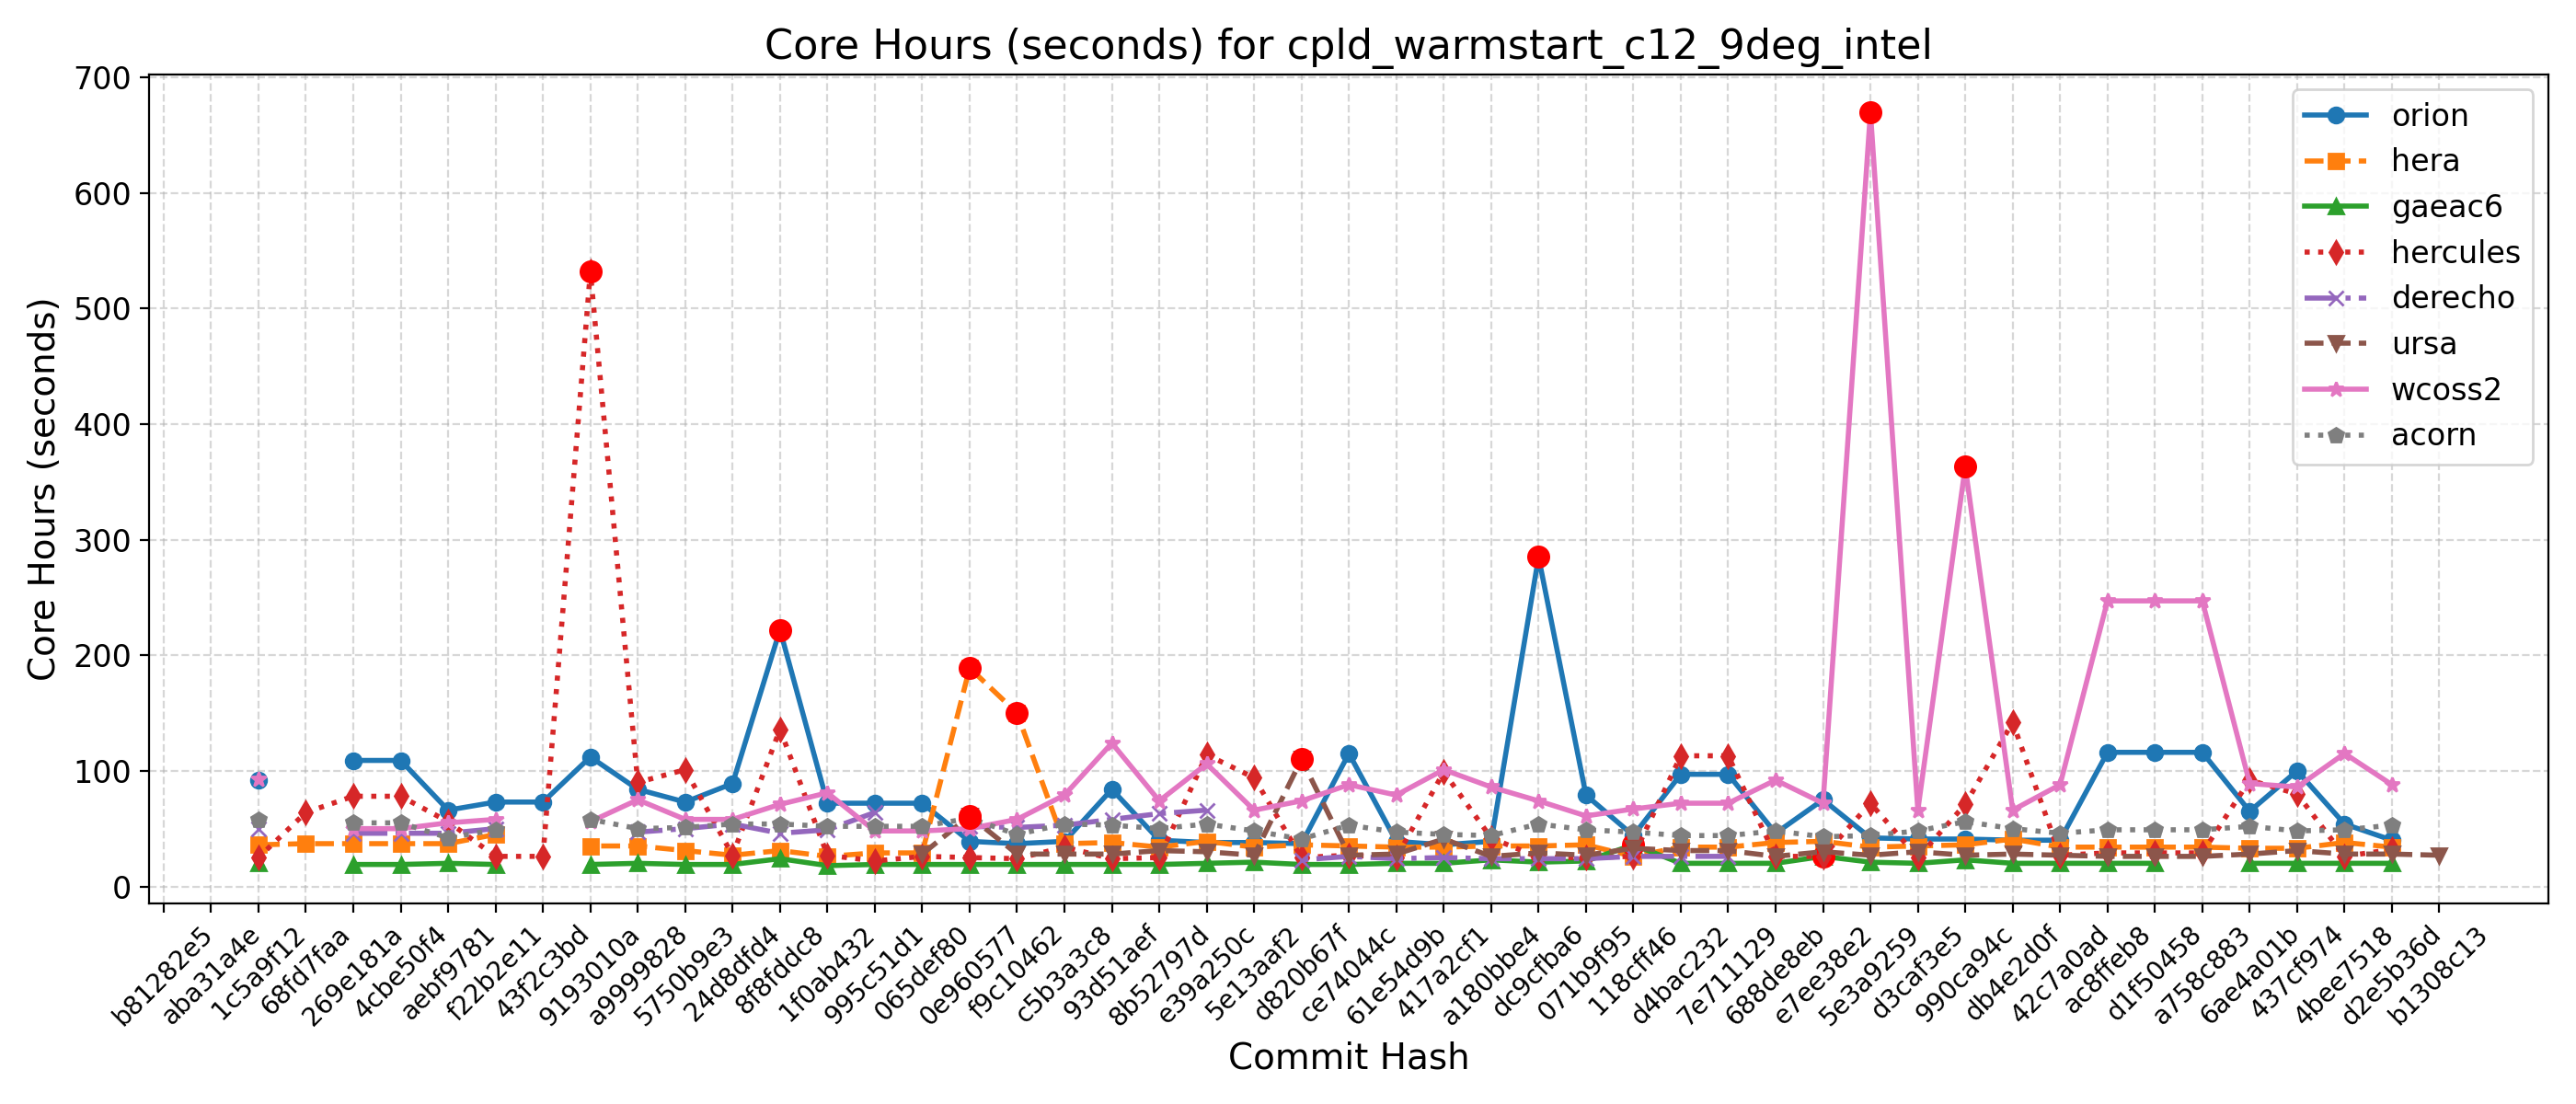 Core Hours (seconds) for cpld_warmstart_c12_9deg_intel
Core Hours (seconds)
700
600
500
400
300
200
100
0
orion
hera
gaeac6
hercules
derecho
ursa
wcoss2
acorn
b81282e5
aba31a4e
1c5a9f12
68fd7faa
269e181a
4cbe50f4
aebf9781
f22b2e11
43f2c3bd
9193010a
a9999828
5750b9e3
24d8dfd4
8f8fddc8
1f0ab432
995c51d1
065def80
0e960577
f9c10462
c5b3a3c8
93d51aef
8b52797d
e39a250c
5e13aaf2
d820b67f
ce74044c
61e54d9b
417a2cf1
a180bbe4
dc9cfba6
071b9f95
118cff46
d4bac232
7e711129
688de8eb
e7ee38e2
5e3a9259
d3caf3e5
990ca94c
db4e2d0f
42c7a0ad
ac8ffeb8
d1f50458
a758c883
6ae4a01b
437cf974
4bee7518
d2e5b36d
b1308c13
Commit Hash